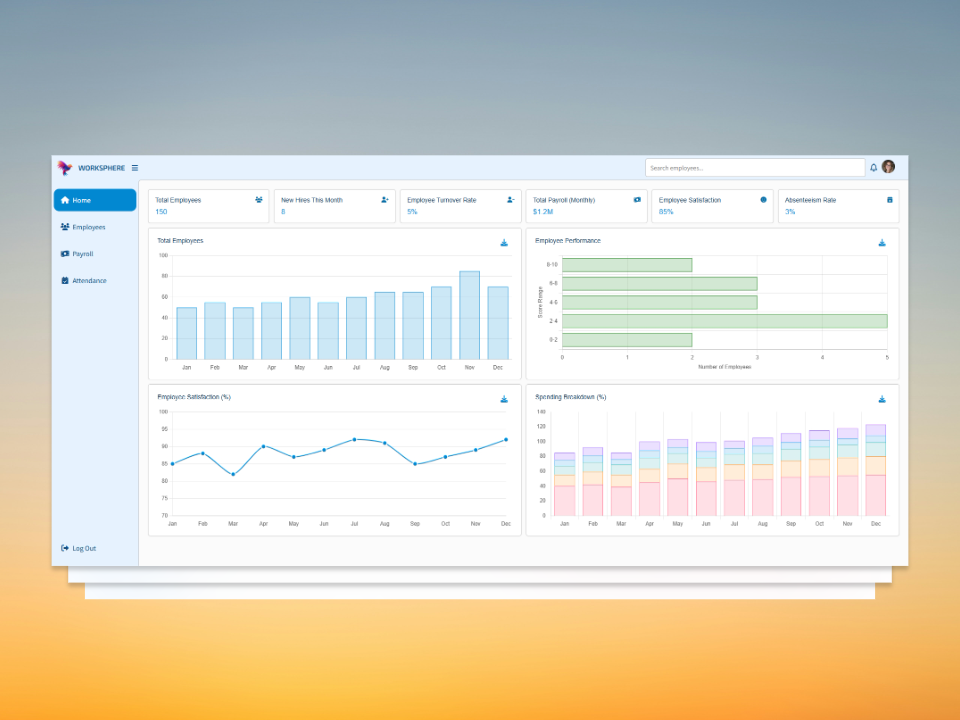 WORKSPHERE
Search employees...
Home
Employees
Payroll
Attendance
Log Out
Total Employees
150
New Hires This Month
8
Employee Turnover Rate
5%
Total Payroll (Monthly)
$1.2M
Employee Satisfaction
85%
Absenteeism Rate
3%
Total Employees
100
80
60
40
20
0
Jan Feb Mar Apr May Jun Jul Aug Sep Oct Nov Dec
Employee Performance
Score Range
8-10
6-8
4-6
2-4
0-2
0 1 2 3 4 5
Number of Employees
Employee Satisfaction (%)
100
95
90
85
80
75
70
Jan Feb Mar Apr May Jun Jul Aug Sep Oct Nov Dec
Spending Breakdown (%)
140
120
100
80
60
40
20
0
Jan Feb Mar Apr May Jun Jul Aug Sep Oct Nov Dec